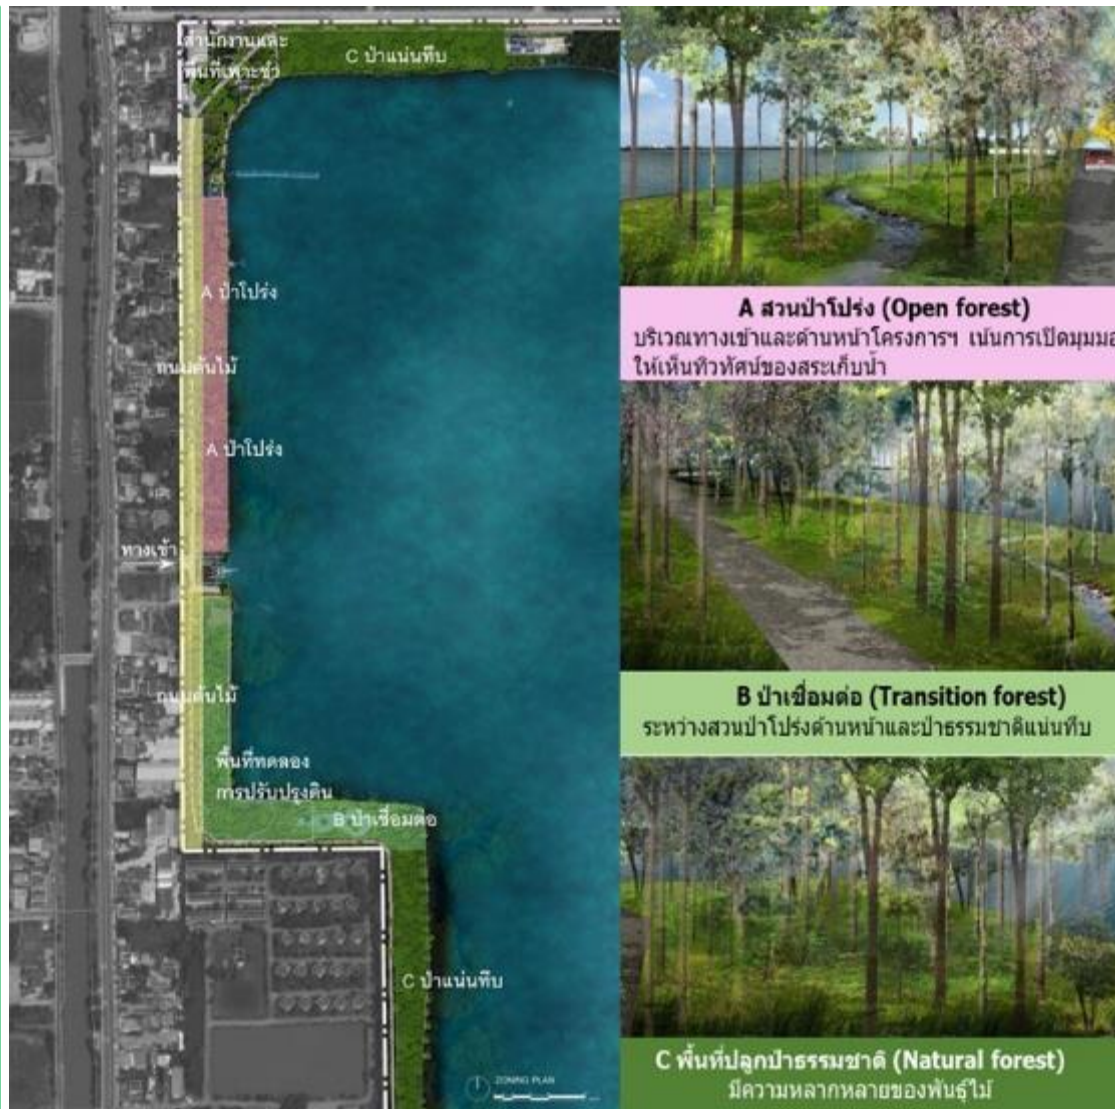 สำนักงานและ
พื้นที่เพาะชำ
C ป่าแน่นทึบ
A ป่าโปร่ง
ถนนต้นไม้
A ป่าโปร่ง
ทางเข้า
ถนนต้นไม้
พื้นที่ทดลอง
การปรับปรุงดิน
B ป่าเชื่อมต่อ
C ป่าแน่นทึบ
ZONING PLAN
A สวนป่าโปร่ง (Open forest)
บริเวณทางเข้าและด้านหน้าโครงการฯ เน้นการเปิดมุมมอ
ให้เห็นทิวทัศน์ของสระเก็บน้ำ
B ป่าเชื่อมต่อ (Transition forest)
ระหว่างสวนป่าโปร่งด้านหน้าและป่าธรรมชาติแน่นทึบ
C พื้นที่ปลูกป่าธรรมชาติ (Natural forest)
มีความหลากหลายของพันธุ์ไม้